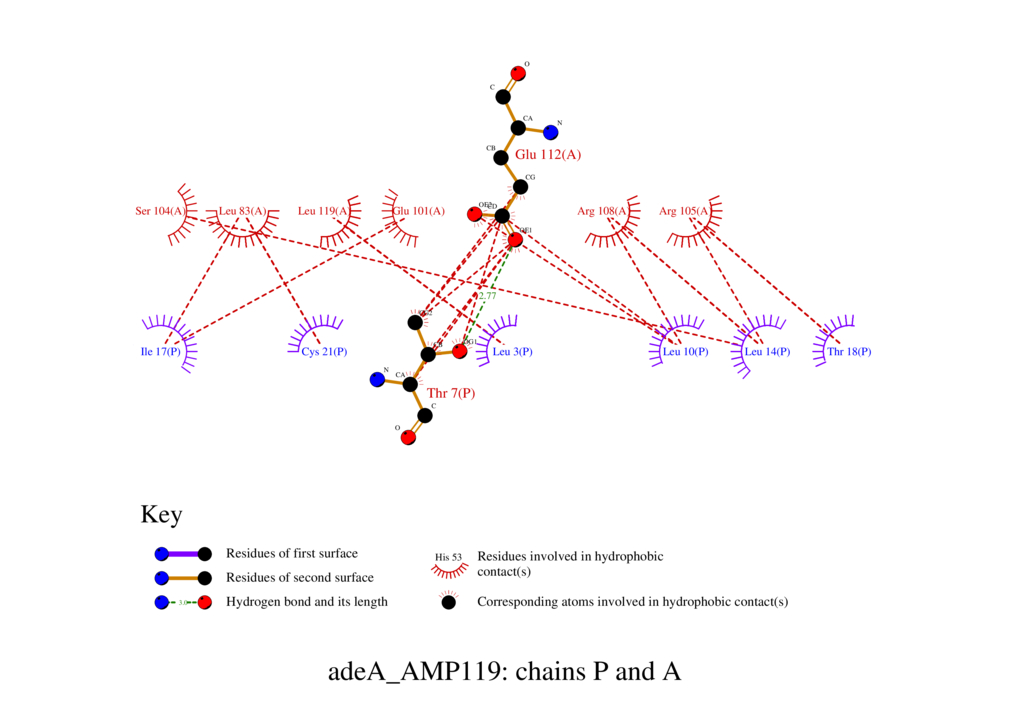 O
C
CA
N
CB
Glu 112(A)
CG
Ser 104(A) Leu 83(A) Leu 119(A) Glu 101(A) CD Arg 108(A) Arg 105(A)
OE1
2.77
Ile 17(P) Cys 21(P) OG1 Leu 3(P) Leu 10(P) Leu 14(P) Thr 18(P)
N CA
Thr 7(P)
C
O
Key
Residues of first surface
Residues of second surface
3.0 Hydrogen bond and its length
His 53 Residues involved in hydrophobic
contact(s)
Corresponding atoms involved in hydrophobic contact(s)
adeA_AMP119: chains P and A